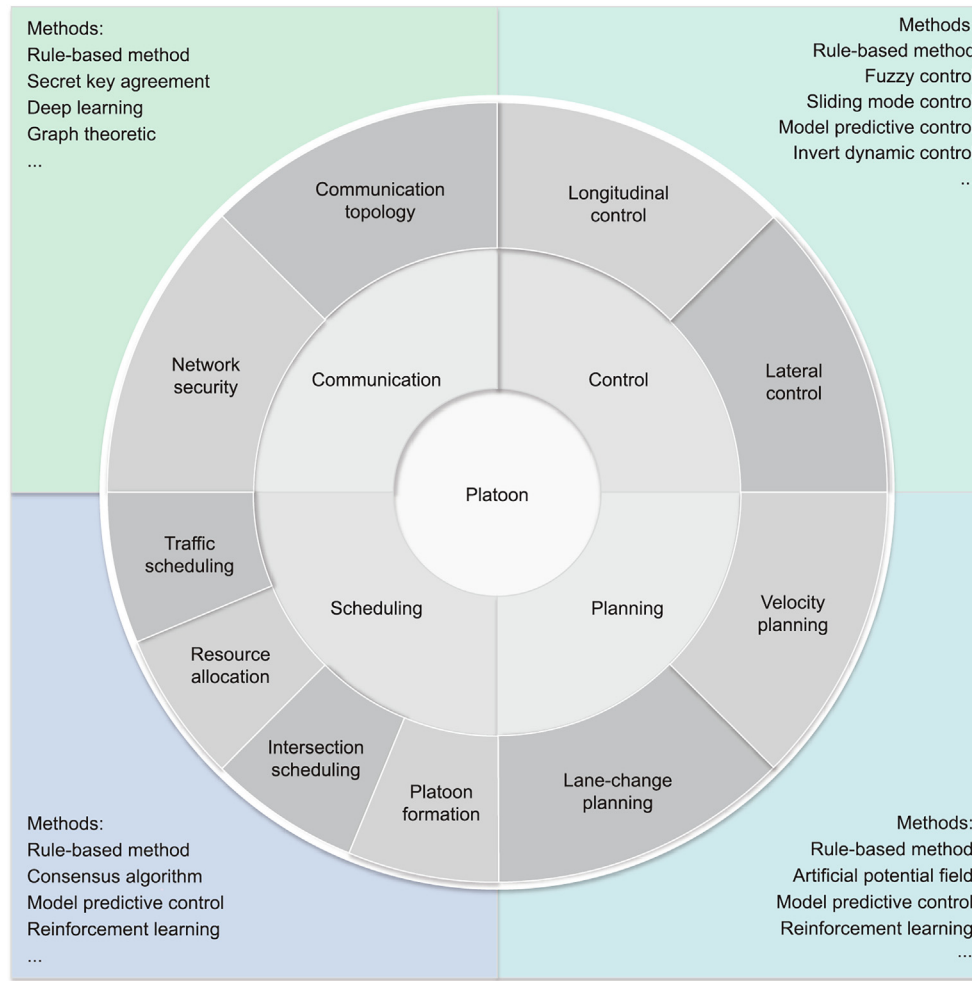 Methods:
Rule-based method
Secret key agreement
Deep learning
Graph theoretic
...
Methods
Rule-based method
Fuzzy contro
Sliding mode contro
Model predictive contro
Invert dynamic contro
..
Communication
topology
Longitudinal
control
Network
security
Communication
Control
Lateral
control
Platoon
Traffic
scheduling
Scheduling
Planning
Velocity
planning
Resource
allocation
Intersection
scheduling
Platoon
formation
Lane-change
planning
Methods:
Rule-based method
Consensus algorithm
Model predictive control
Reinforcement learning
...
Methods:
Rule-based method
Artificial potential field
Model predictive control
Reinforcement learning
...